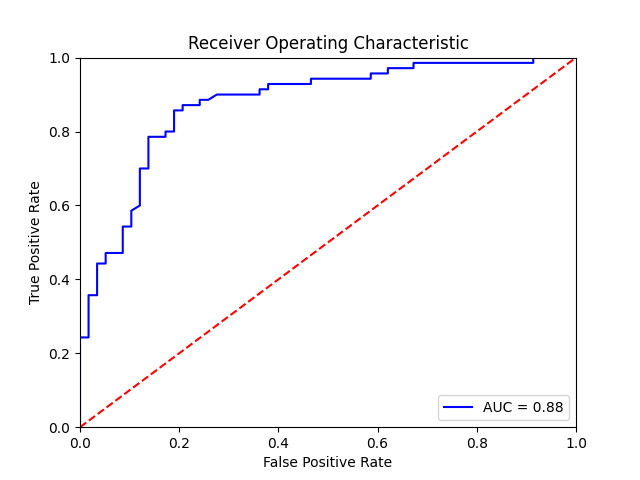 Receiver Operating Characteristic
1.0
0.8
0.6
0.4
0.2
0.0
True Positive Rate
AUC = 0.88
0.0 0.2 0.4 0.6 0.8 1.0
False Positive Rate